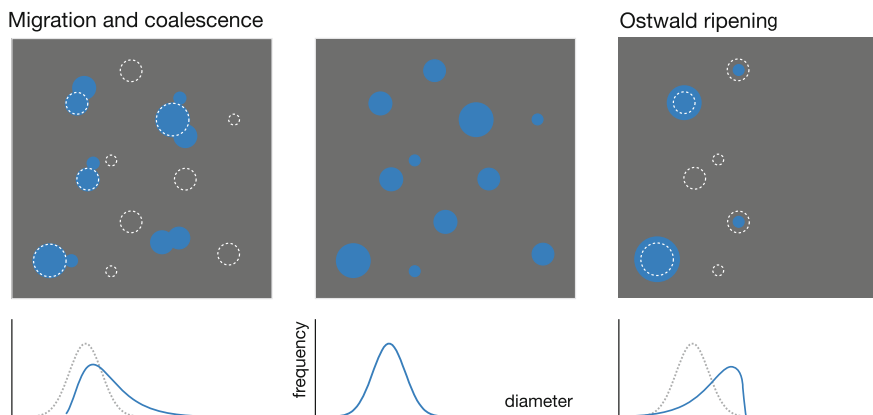 Migration and coalescence
Ostwald ripening
frequency
diameter